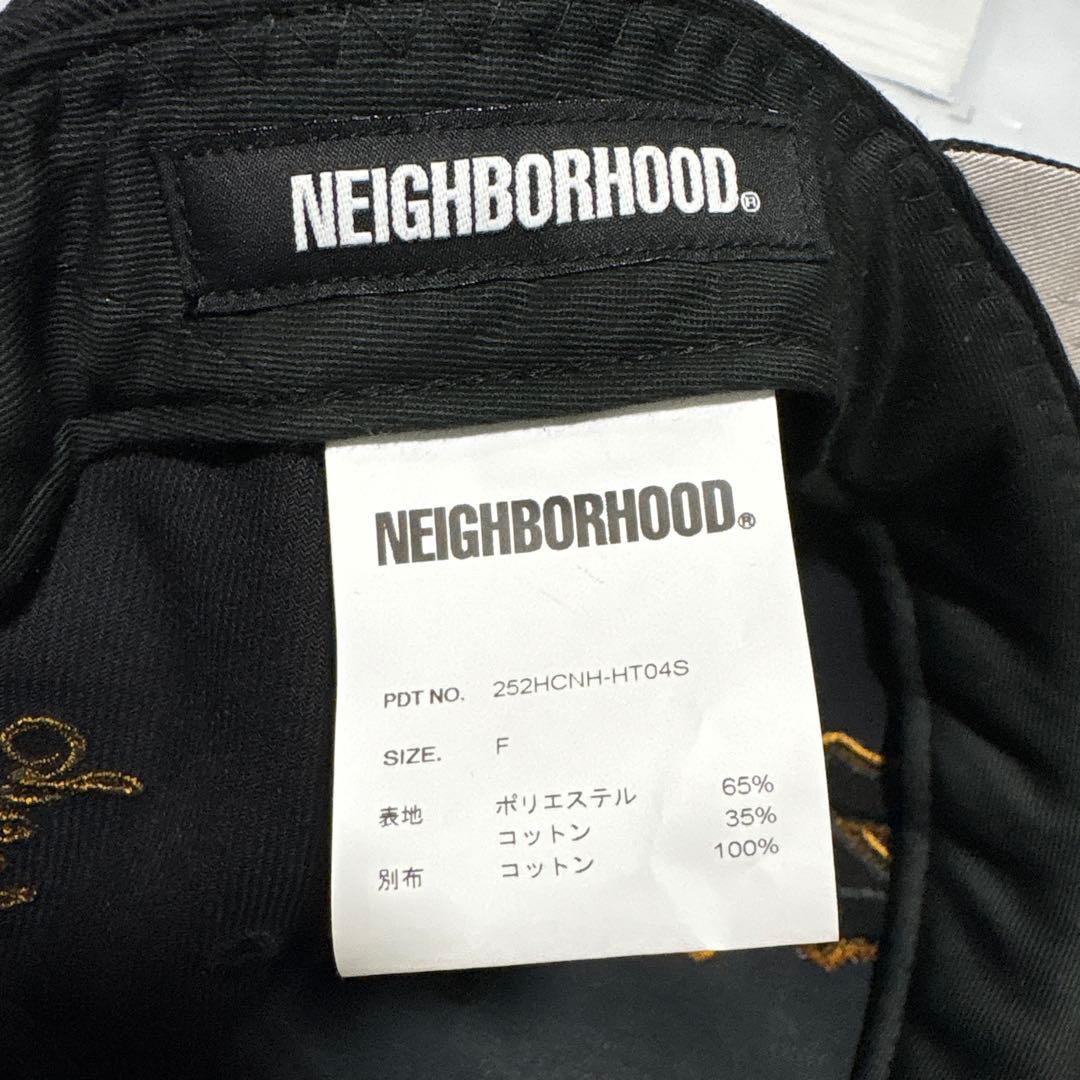 NEIGHBORHOOD®
NEIGHBORHOOD®
PDT NO. 252HCNH-HT04S
SIZE. F
表地 ポリエステル 65%
コットン 35%
別布 コットン 100%